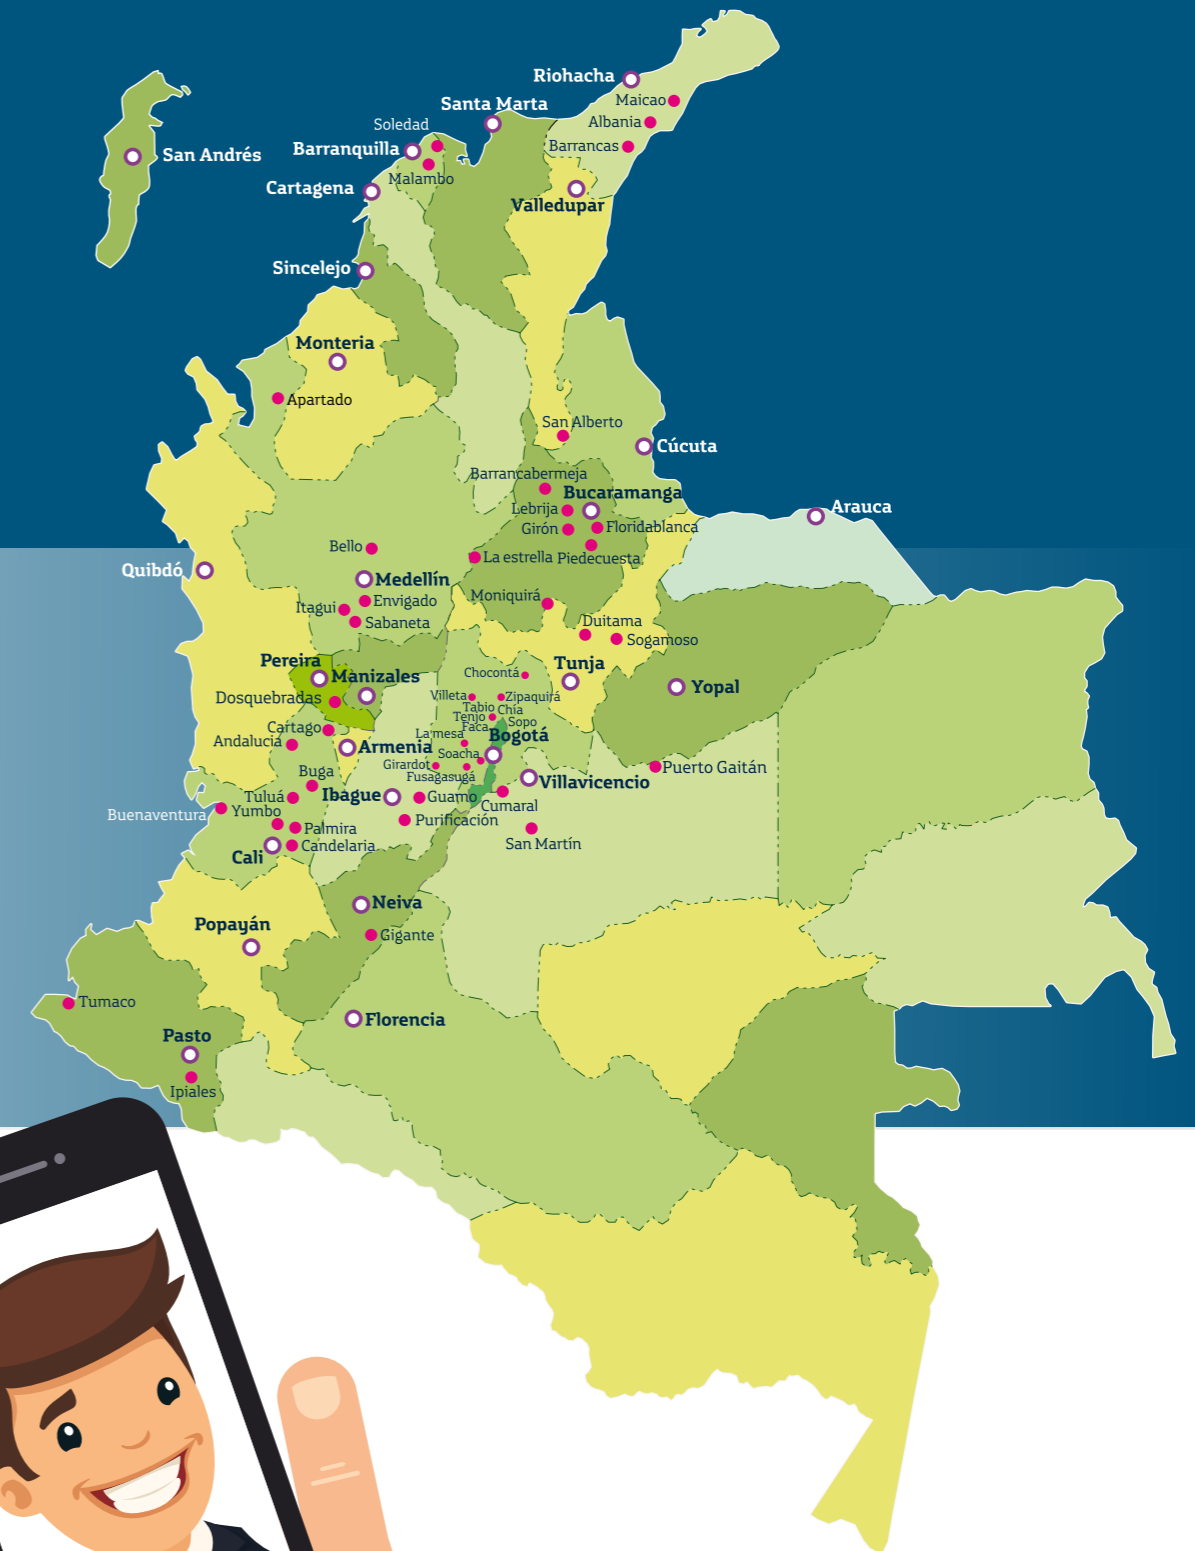 Riohacha
Maicao
Santa Marta
Albania
Soledad
Barranquilla
Barrancas
San Andrés
Malambo
Cartagena
Valledupar
Sincelejo
Monteria
Apartado
San Alberto
Cúcuta
Barrancabermeja
Bucaramanga
Arauca
Lebrija
Girón
Floridablanca
Bello
La estrella
Piedecuesta
Quibdó
Medellín
Moniquirá
Envigado
Itagui
Sabaneta
Duitama
Sogamoso
Pereira
Tunja
Chocontá
Manizales
Yopal
Dosquebradas
Villeta
Zipaquirá
Tabio
Chía
Tenjo
Sopo
Faca
Cartago
La mesa
Bogotá
Andalucia
Armenia
Soacha
Girardot
Puerto Gaitán
Buga
Fusagasugá
Villavicencio
Tuluá
Ibague
Guamo
Cumaral
Buenaventura
Yumbo
Purificación
Palmira
San Martín
Candelaria
Cali
Neiva
Popayán
Gigante
Tumaco
Florencia
Pasto
Ipiales